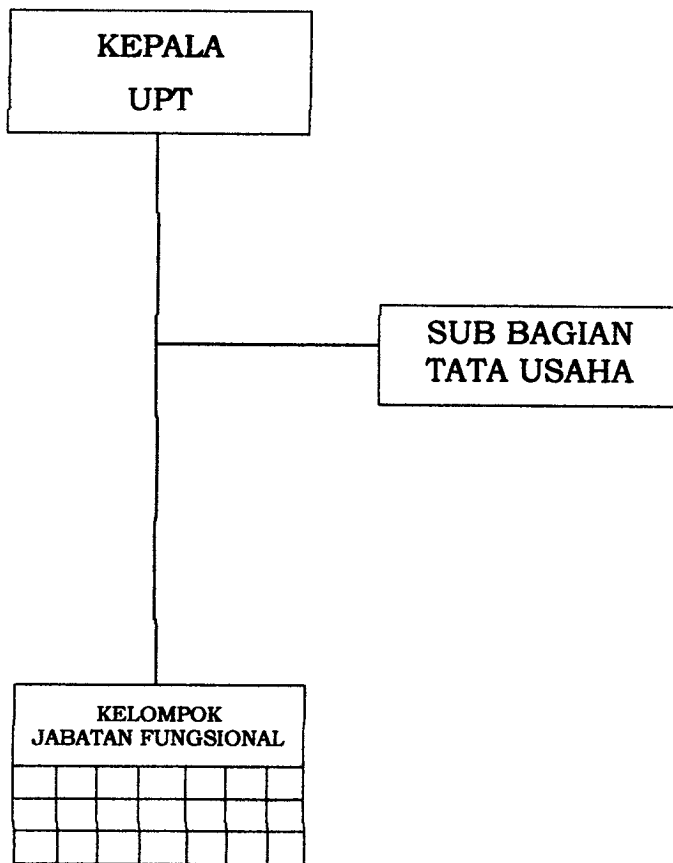 KEPALA
UPT
SUB BAGIAN
TATA USAHA
KELOMPOK
JABATAN FUNGSIONAL